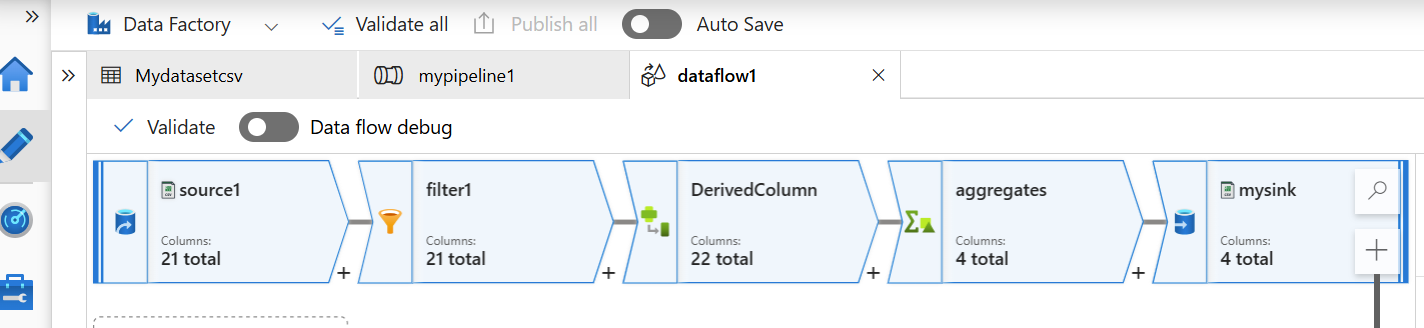 Data Factory
Validate all
Publish all
Auto Save
Mydatasetcsv
mypipeline1
dataflow1
Validate
Data flow debug
source1
Columns:
21 total
filter1
Columns:
21 total
DerivedColumn
Columns:
22 total
aggregates
Columns:
4 total
mysink
Columns:
4 total